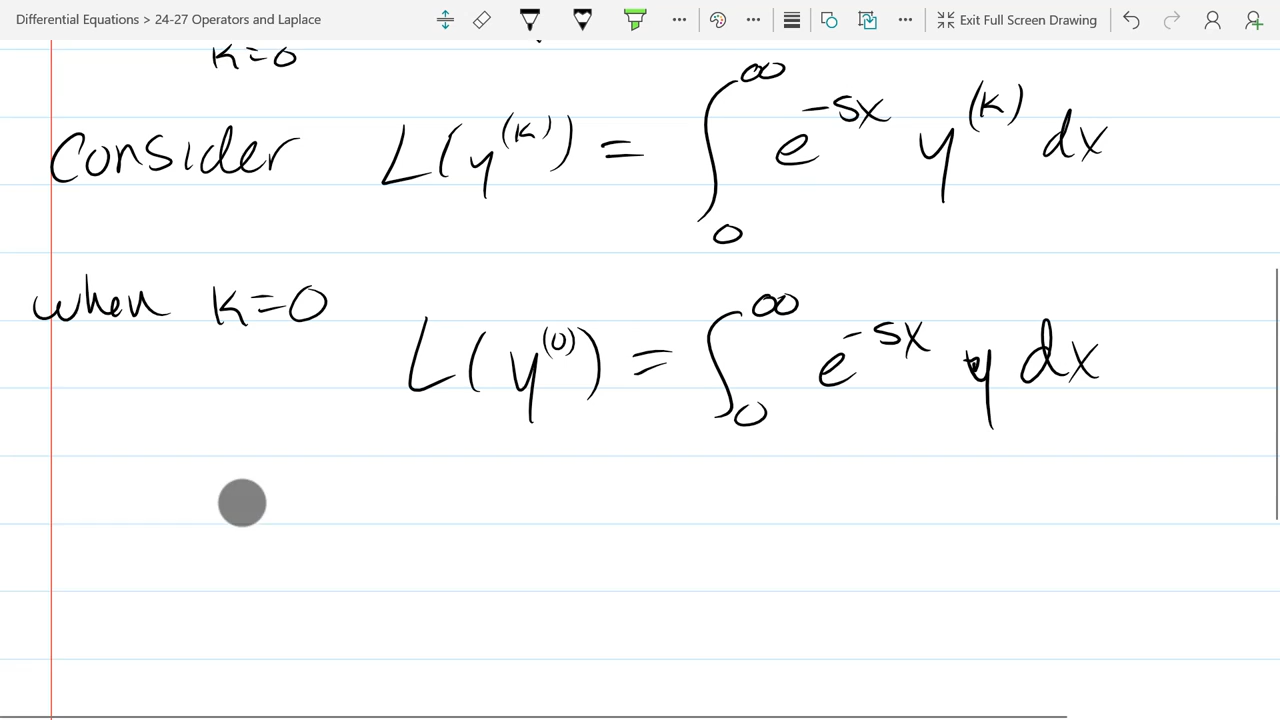 Differential Equations > 24-27 Operators and Laplace
Exit Full Screen Drawing
K=0
Consider L(y^(K)) = ∫_0^∞ e^-sx y^(K) dx
when K=0
L(y^(0)) = ∫_0^∞ e^-sx y dx